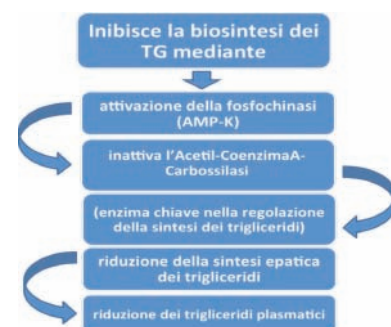 Inibisce la biosintesi dei
TG mediante
attivazione della fosfochinasi
(AMP-K)
inattiva l'Acetil-CoenzimaA-
Carbossilasi
(enzima chiave nella regolazione
della sintesi dei trigliceridi)
riduzione della sintesi epatica
dei trigliceridi
riduzione dei trigliceridi plasmatici